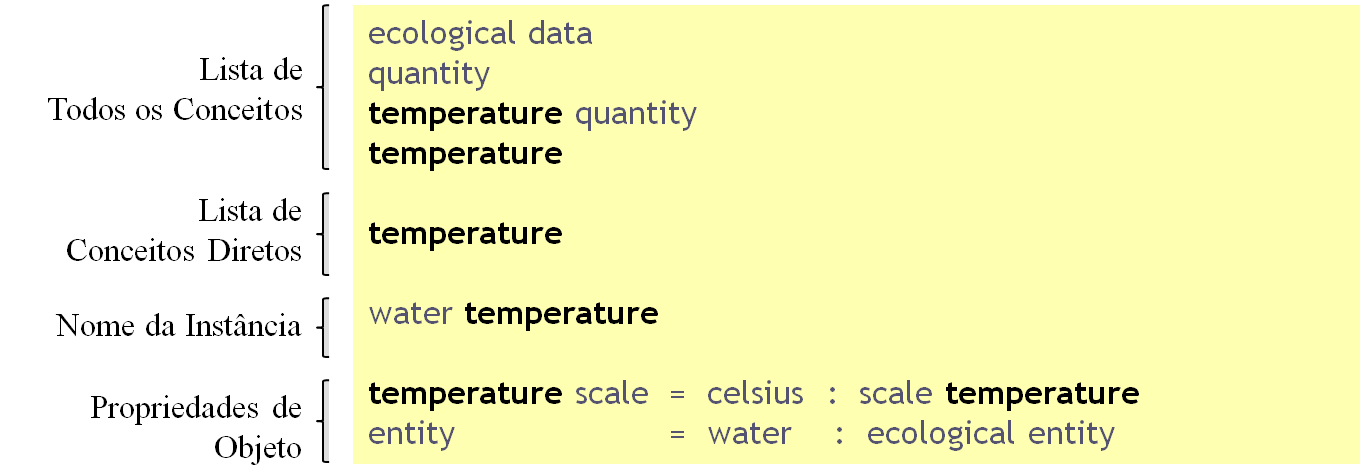 Lista de
Todos os Conceitos
ecological data
quantity
temperature quantity
temperature
Lista de
Conceitos Diretos
temperature
Nome da Instância
water temperature
Propriedades de
Objeto
temperature scale = celsius : scale temperature
entity = water : ecological entity